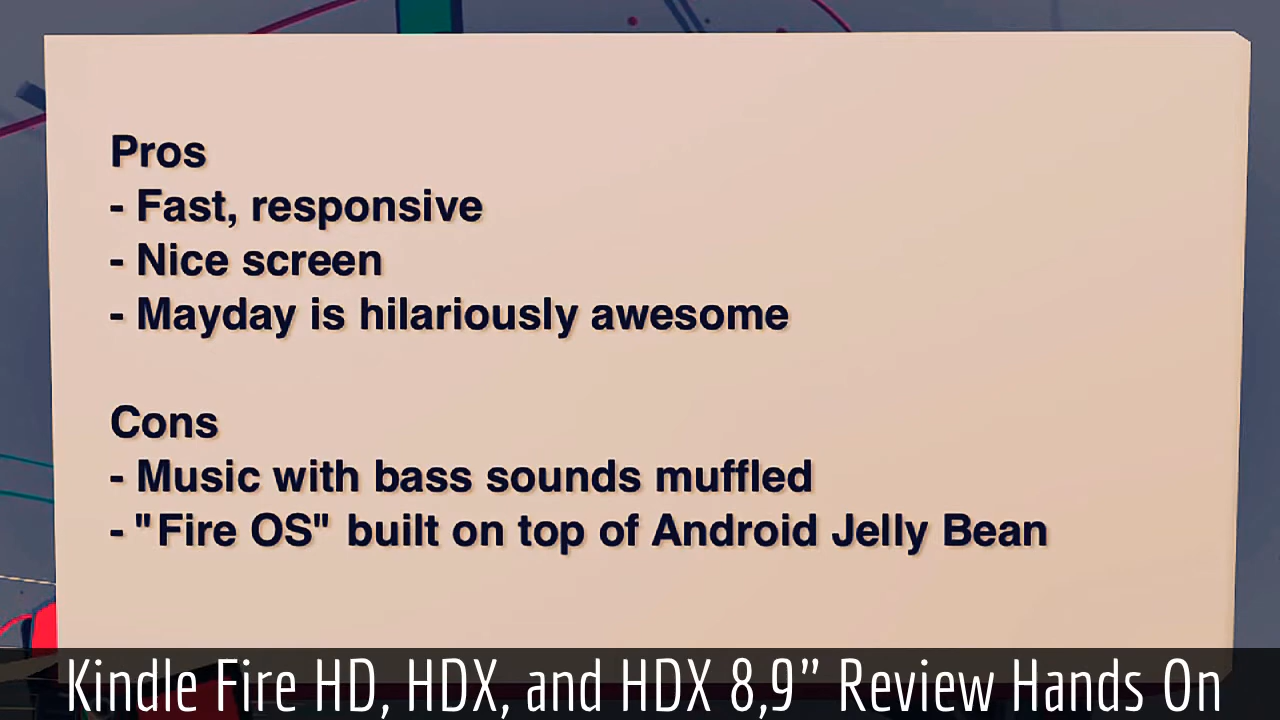 Pros
- Fast, responsive
- Nice screen
- Mayday is hilariously awesome
Cons
- Music with bass sounds muffled
- "Fire OS" built on top of Android Jelly Bean
Kindle Fire HD, HDX, and HDX 8,9” Review Hands On